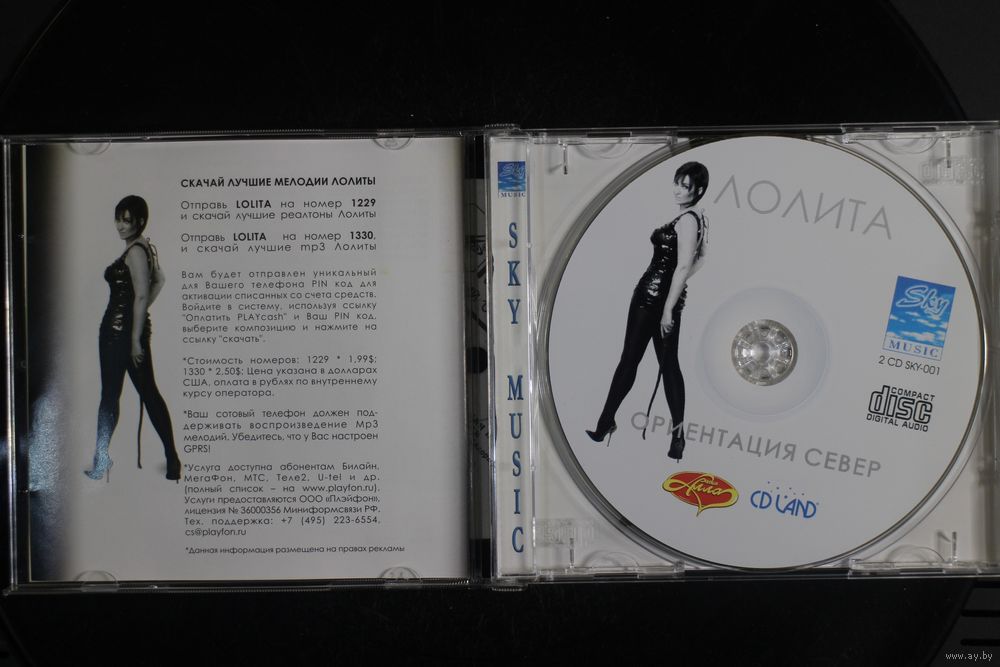 СКАЧАЙ ЛУЧШИЕ МЕЛОДИИ ЛОЛИТЫ
Отправь LOLITA на номер 1229
и скачай лучшие реалтоны Лолиты
Отправь LOLITA на номер 1330,
и скачай лучшие mp3 Лолиты
Вам будет отправлен уникальный
для Вашего телефона PIN код для
активации списанных со счета средств.
Войдите в систему, используя ссылку
"Оплатить PLAYcash" и Ваш PIN код,
выберите композицию и нажмите на
ссылку "скачать".
*Стоимость номеров: 1229 * 1,99$;
1330 * 2,50$; Цена указана в долларах
США, оплата в рублях по внутреннему
курсу оператора.
*Ваш сотовый телефон должен под-
держивать воспроизведение Mp3
мелодий. Убедитесь, что у Вас настроен
GPRS!
*Услуга доступна абонентам Билайн,
МегаФон, МТС, Теле2, U-tel и др.
(полный список – на www.playfon.ru).
Услуги предоставляются ООО «Плэйфон»,
лицензия № 36000356 Мининформсвязи РФ.
Тех. поддержка: +7 (495) 223-6554,
cs@playfon.ru
*Данная информация размещена на правах рекламы
Sky
MUSIC
SKY MUSIC
ЛОЛИТА
Sky
MUSIC
2 CD SKY-001
COMPACT
disc
DIGITAL AUDIO
ОРИЕНТАЦИЯ СЕВЕР
Алла
CD LAND
www.ay.by